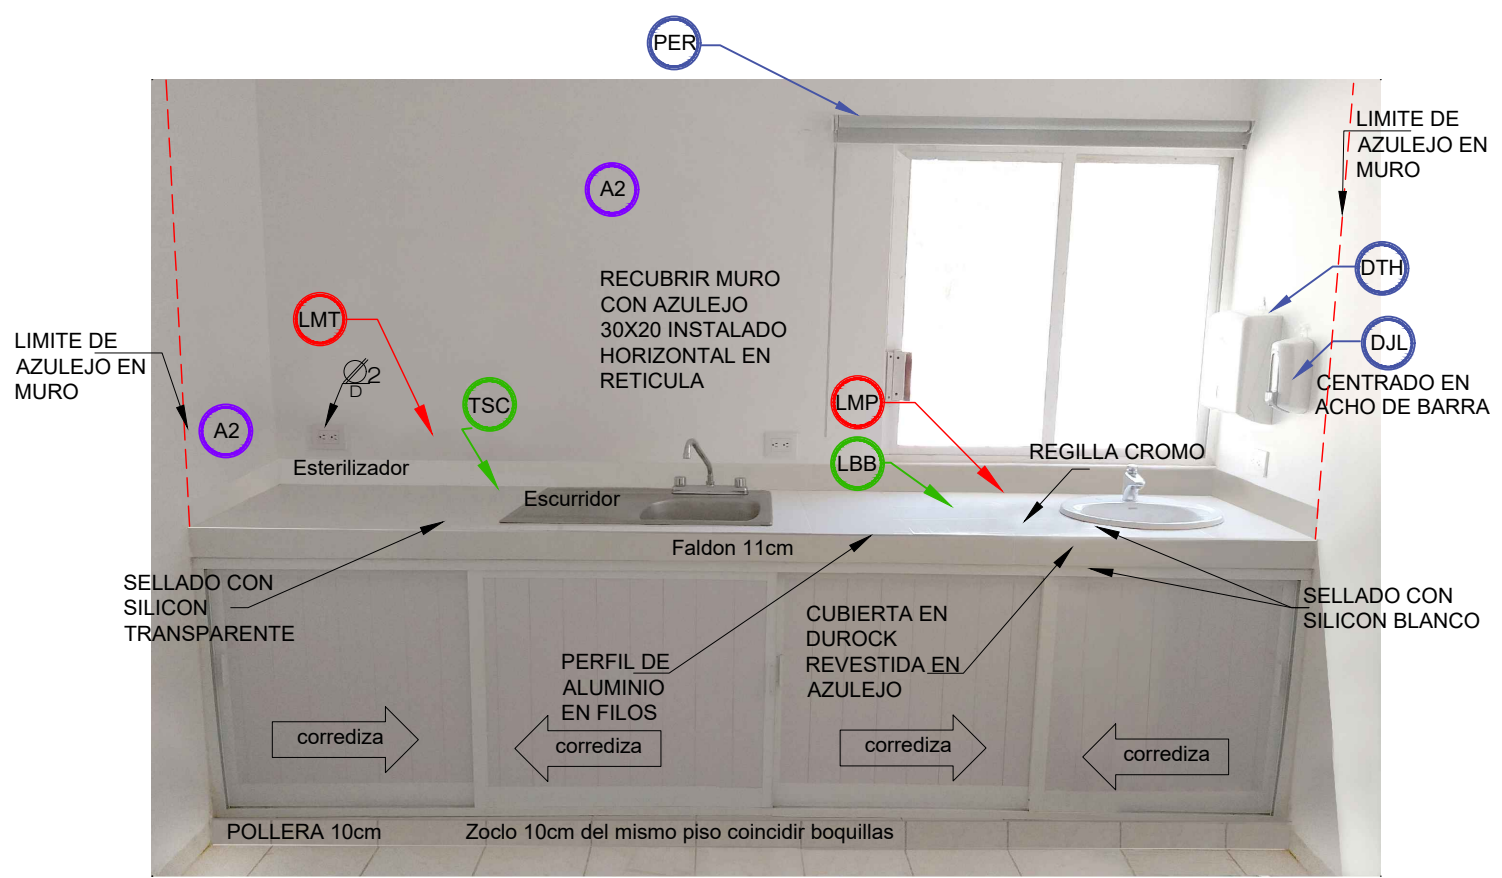 PER
LIMITE DE
AZULEJO EN
MURO
A2
DTH
RECUBRIR MURO
CON AZULEJO
30X20 INSTALADO
HORIZONTAL EN
RETICULA
LMT
DJL
CENTRADO EN
ACHO DE BARRA
LIMITE DE
AZULEJO EN
MURO
2
D
TSC
LMP
A2
LBB
REGILLA CROMO
Esterilizador
Escurridor
Faldon 11cm
SELLADO CON
SILICON
TRANSPARENTE
SELLADO CON
SILICON BLANCO
CUBIERTA EN
DUROCK
REVESTIDA EN
AZULEJO
PERFIL DE
ALUMINIO
EN FILOS
corrediza
corrediza
corrediza
corrediza
POLLERA 10cm
Zoclo 10cm del mismo piso coincidir boquillas